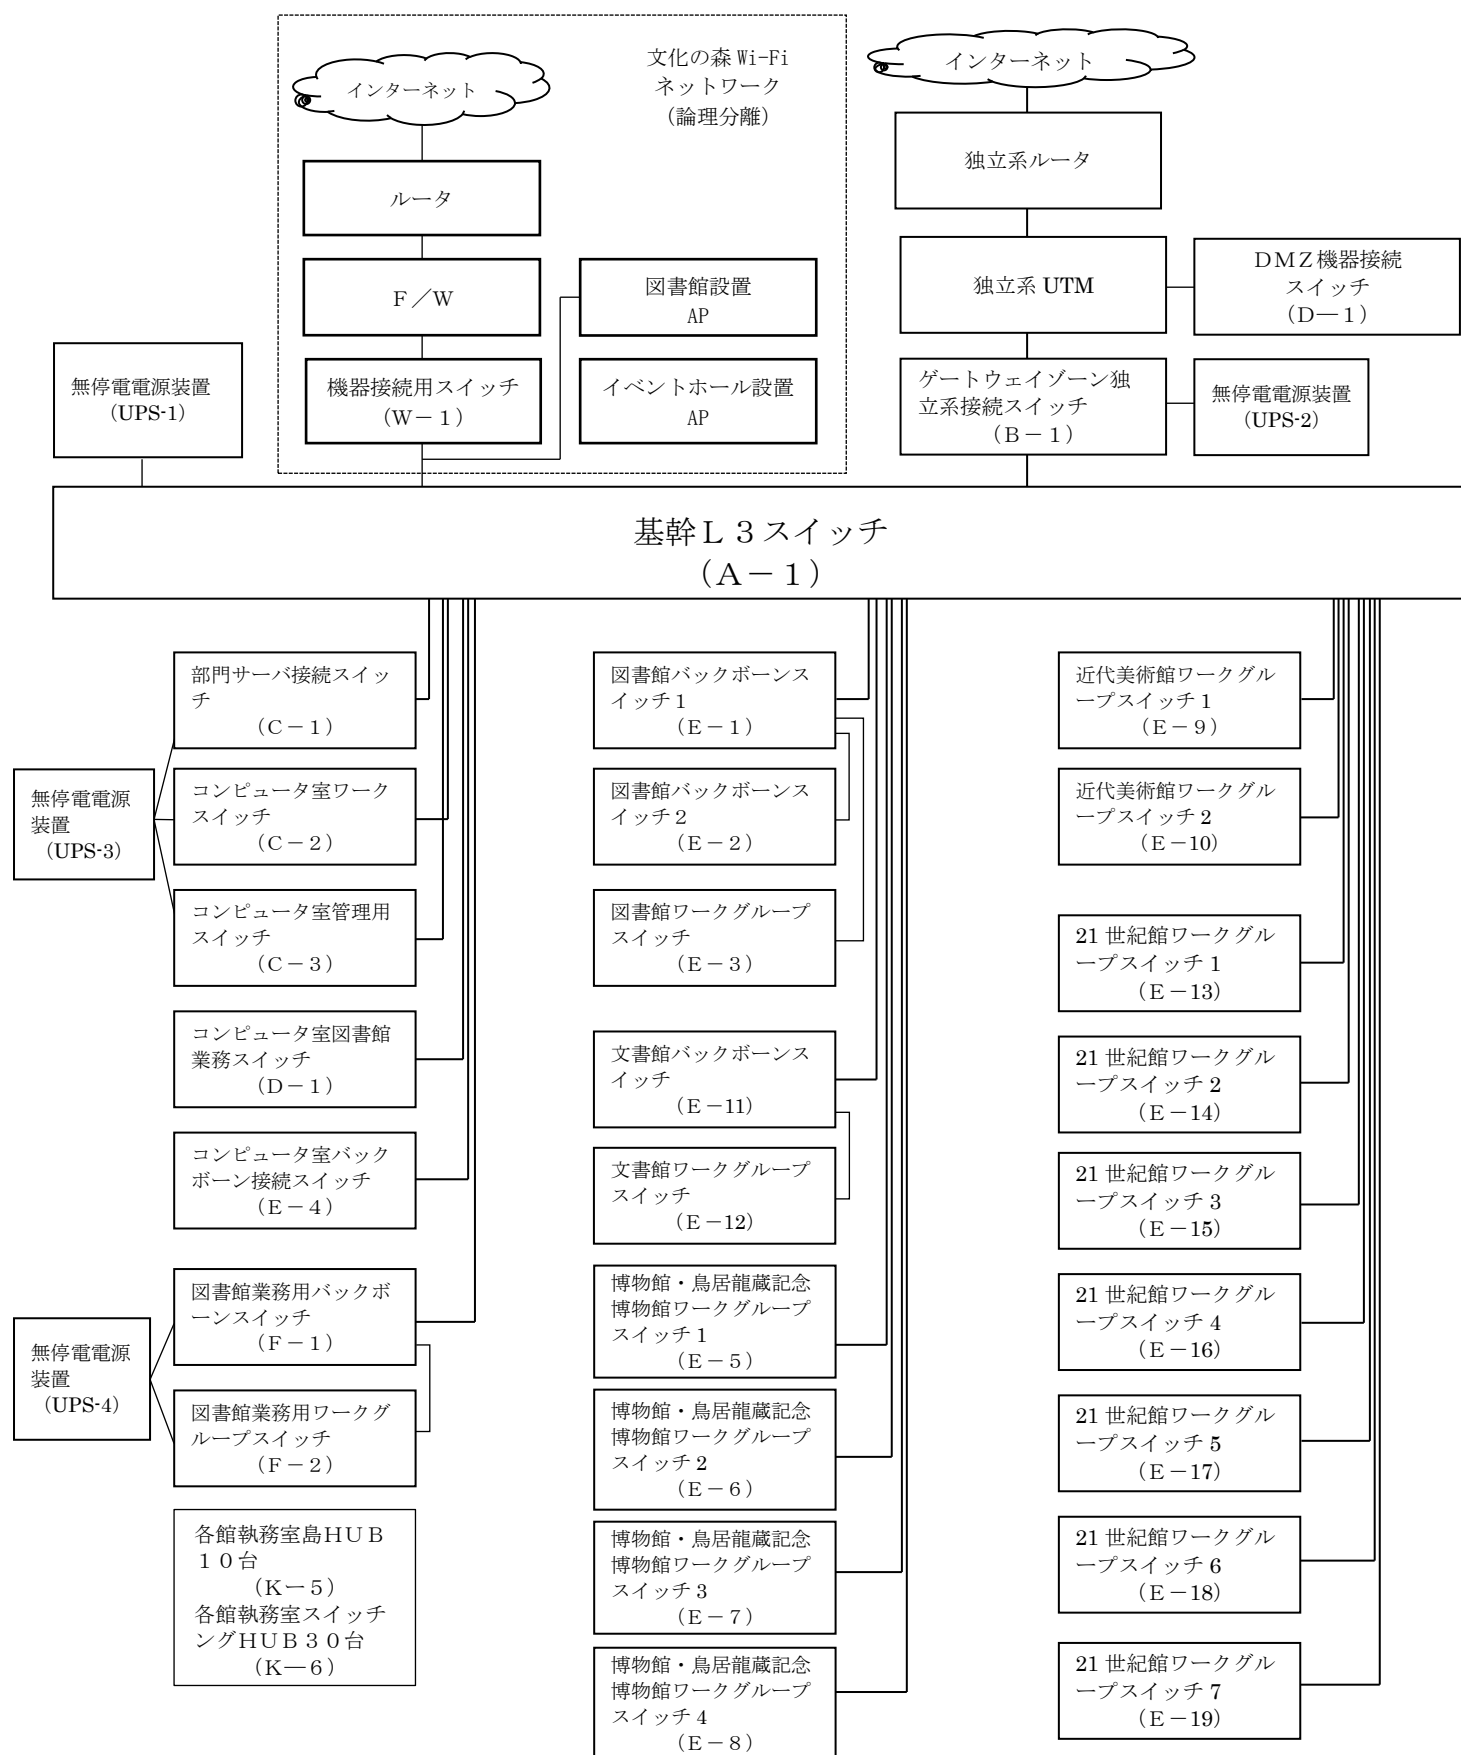 文化の森 Wi-Fi
ネットワーク
（論理分離）
インターネット
ルータ
Ｆ／Ｗ
機器接続用スイッチ
（Ｗ－１）
図書館設置
AP
イベントホール設置
AP
インターネット
独立系ルータ
独立系 UTM
ＤＭＺ機器接続
スイッチ
（Ｄ―１）
ゲートウェイゾーン独
立系接続スイッチ
（Ｂ－１）
無停電電源装置
（UPS-2）
無停電電源装置
（UPS-1）
基幹Ｌ３スイッチ
（Ａ－１）
部門サーバ接続スイッ
チ
（Ｃ－１）
コンピュータ室ワーク
スイッチ
（Ｃ－２）
コンピュータ室管理用
スイッチ
（Ｃ－３）
無停電電源
装置
（UPS-3）
コンピュータ室図書館
業務スイッチ
（Ｄ－１）
コンピュータ室バック
ボーン接続スイッチ
（Ｅ－４）
図書館業務用バックボ
ーンスイッチ
（Ｆ－１）
図書館業務用ワークグ
ループスイッチ
（Ｆ－２）
無停電電源
装置
（UPS-4）
各館執務室島ＨＵＢ
１０台
（Ｋ－５）
各館執務室スイッチ
ングＨＵＢ３０台
（Ｋ―６）
図書館バックボーンス
イッチ１
（Ｅ－１）
図書館バックボーンス
イッチ２
（Ｅ－２）
図書館ワークグループ
スイッチ
（Ｅ－３）
文書館バックボーンス
イッチ
（Ｅ－11）
文書館ワークグループ
スイッチ
（Ｅ－12）
博物館・鳥居龍蔵記念
博物館ワークグループ
スイッチ 1
（Ｅ－５）
博物館・鳥居龍蔵記念
博物館ワークグループ
スイッチ 2
（Ｅ－６）
博物館・鳥居龍蔵記念
博物館ワークグループ
スイッチ 3
（Ｅ－７）
博物館・鳥居龍蔵記念
博物館ワークグループ
スイッチ 4
（Ｅ－８）
近代美術館ワークグル
ープスイッチ 1
（Ｅ－９）
近代美術館ワークグル
ープスイッチ 2
（Ｅ－10）
21 世紀館ワークグル
ープスイッチ 1
（Ｅ－13）
21 世紀館ワークグル
ープスイッチ 2
（Ｅ－14）
21 世紀館ワークグル
ープスイッチ 3
（Ｅ－15）
21 世紀館ワークグル
ープスイッチ 4
（Ｅ－16）
21 世紀館ワークグル
ープスイッチ 5
（Ｅ－17）
21 世紀館ワークグル
ープスイッチ 6
（Ｅ－18）
21 世紀館ワークグル
ープスイッチ 7
（Ｅ－19）